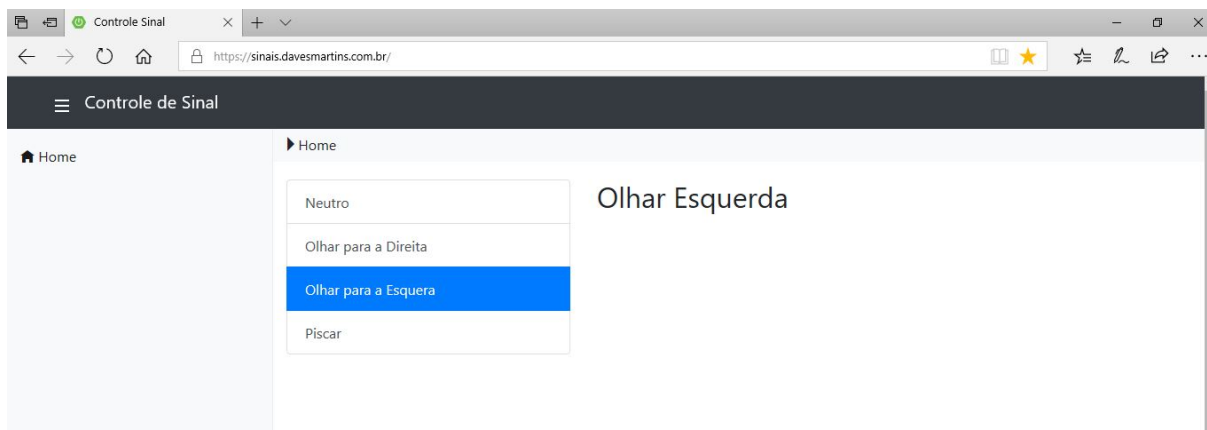 Controle Sinal
https://sinais.davesmartins.com.br/
Controle de Sinal
Home
Home
Neutro
Olhar para a Direita
Olhar para a Esquera
Piscar
Olhar Esquerda